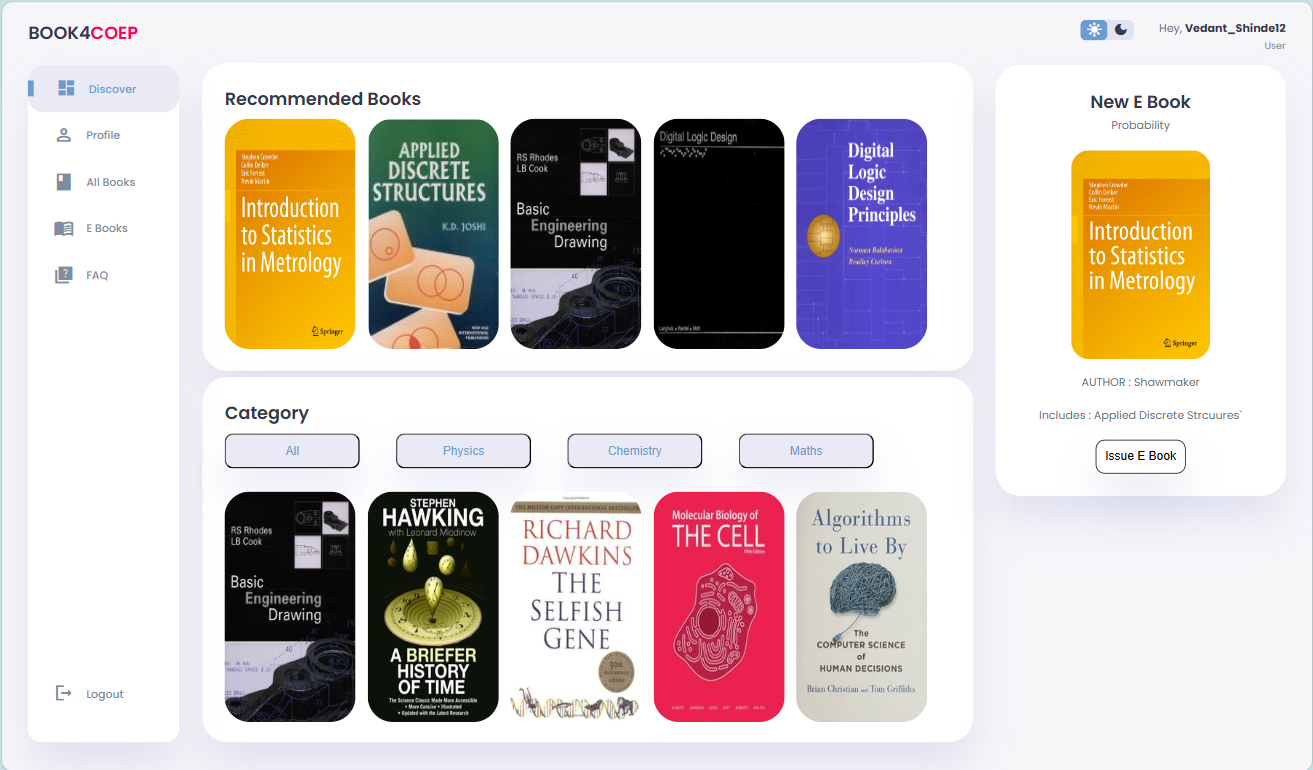 BOOK4COEP
Hey, Vedant_Shinde12
User
Discover
Profile
All Books
E Books
FAQ
Logout
Recommended Books
Stephen Crowder
Collin Delker
Eric Forrest
Nevin Martin
Introduction
to Statistics
in Metrology
Springer
APPLIED
DISCRETE
STRUCTURES
K.D. JOSHI
NEW AGE
INTERNATIONAL
PUBLISHERS
RS Rhodes
LB Cook
Basic
Engineering
Drawing
Digital Logic Design
Digital
Logic
Design
Principles
Norman Balabanian
Bradley Carlson
Category
All
Physics
Chemistry
Maths
RS Rhodes
LB Cook
Basic
Engineering
Drawing
STEPHEN
HAWKING
with Leonard Mlodinow
A BRIEFER
HISTORY
OF TIME
The Science Classic Made More Accessible
• More Concise • Illustrated
• Updated with the Latest Research
THE MILLION COPY INTERNATIONAL BESTSELLER
RICHARD
DAWKINS
THE
SELFISH
GENE
30th
Anniversary
edition
Molecular Biology of
THE CELL
Fifth Edition
Algorithms
to Live By
The
COMPUTER SCIENCE
of
HUMAN DECISIONS
Brian Christian and Tom Griffiths
New E Book
Probability
Stephen Crowder
Collin Delker
Eric Forrest
Nevin Martin
Introduction
to Statistics
in Metrology
Springer
AUTHOR : Shawmaker
Includes : Applied Discrete Strcuures`
Issue E Book